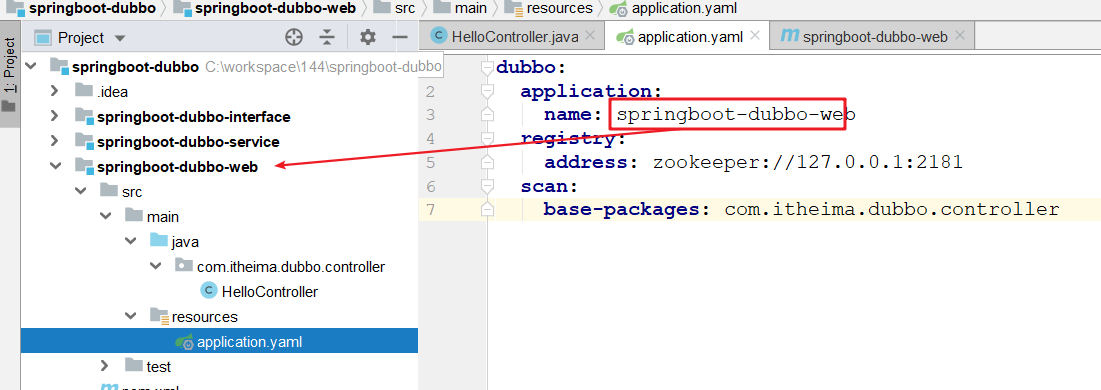 springboot-dubbo springboot-dubbo-web src main resources application.yaml
1: Project
Project
springboot-dubbo C:\workspace\144\springboot-dubbo
.idea
springboot-dubbo-interface
springboot-dubbo-service
springboot-dubbo-web
src
main
java
com.itheima.dubbo.controller
HelloController
resources
application.yaml
test
HelloController.java application.yaml springboot-dubbo-web
dubbo:
2 application:
3 name: springboot-dubbo-web
4 registry:
5 address: zookeeper://127.0.0.1:2181
6 scan:
7 base-packages: com.itheima.dubbo.controller